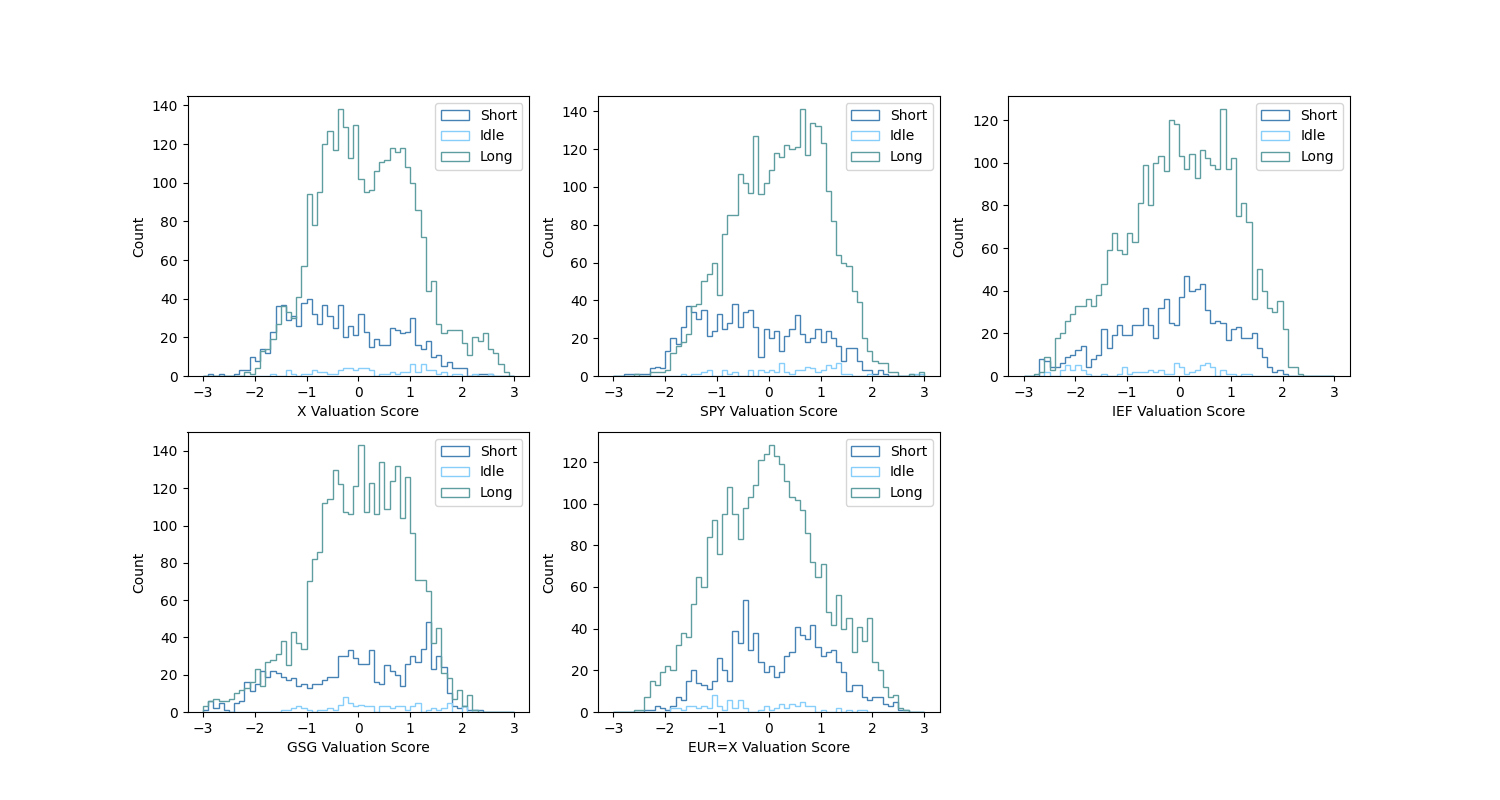 140
120
100
80
60
40
20
0
Count
−3 −2 −1 0 1 2 3
X Valuation Score
Short
Idle
Long
140
120
100
80
60
40
20
0
Count
−3 −2 −1 0 1 2 3
SPY Valuation Score
Short
Idle
Long
120
100
80
60
40
20
0
Count
−3 −2 −1 0 1 2 3
IEF Valuation Score
Short
Idle
Long
140
120
100
80
60
40
20
0
Count
−3 −2 −1 0 1 2 3
GSG Valuation Score
Short
Idle
Long
120
100
80
60
40
20
0
Count
−3 −2 −1 0 1 2 3
EUR=X Valuation Score
Short
Idle
Long